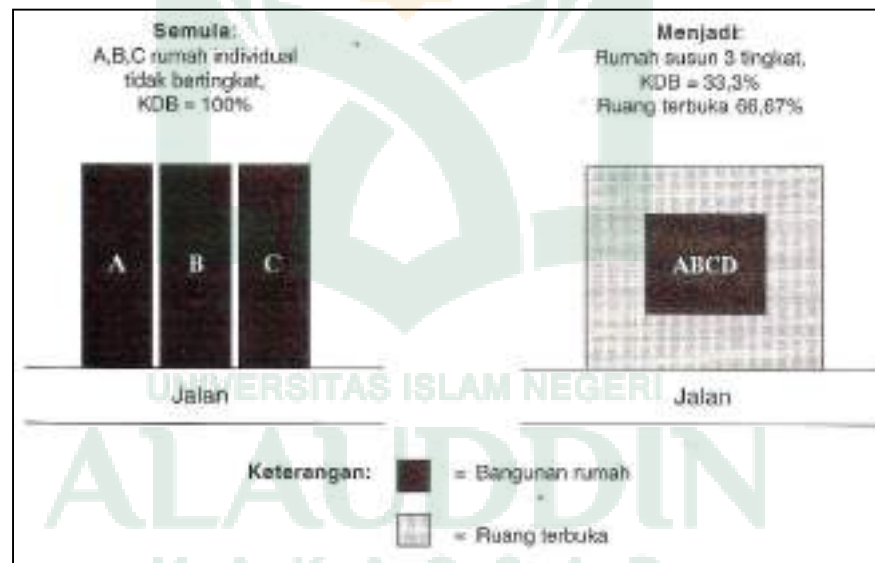 Semula:
A,B,C rumah individual
tidak bertingkat,
KDB = 100%
Menjadi:
Rumah susun 3 tingkat,
KDB = 33,3%
Ruang terbuka 66,67%
A
B
C
ABCD
Jalan
Jalan
UNIVERSITAS ISLAM NEGERI
ALAUDDIN
Keterangan:
= Bangunan rumah
= Ruang terbuka